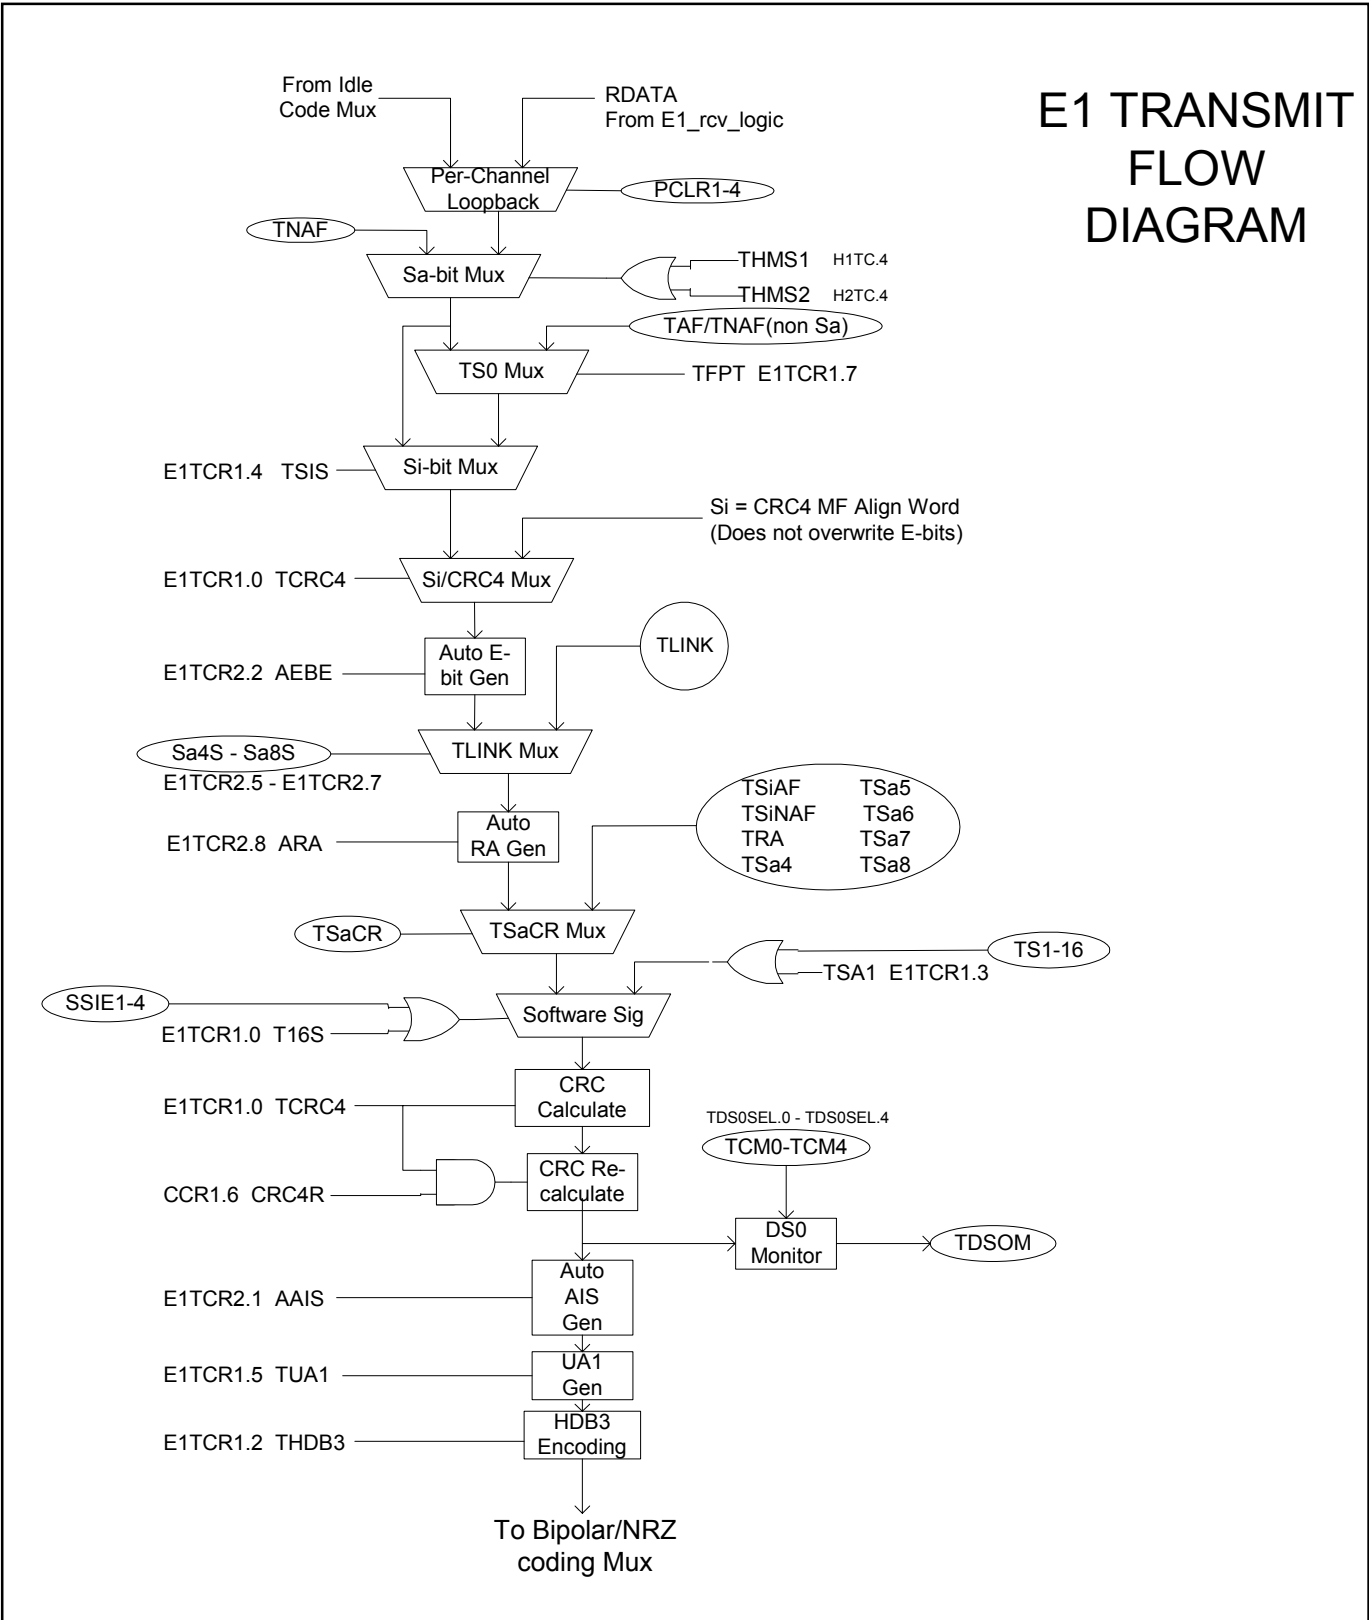 E1 TRANSMIT
FLOW
DIAGRAM
From Idle
Code Mux
RDATA
From E1_rcv_logic
Per-Channel
Loopback
PCLR1-4
TNAF
Sa-bit Mux
THMS1 H1TC.4
THMS2 H2TC.4
TAF/TNAF(non Sa)
TS0 Mux
TFPT E1TCR1.7
E1TCR1.4 TSIS
Si-bit Mux
Si = CRC4 MF Align Word
(Does not overwrite E-bits)
E1TCR1.0 TCRC4
Si/CRC4 Mux
TLINK
E1TCR2.2 AEBE
Auto E-
bit Gen
Sa4S - Sa8S
TLINK Mux
E1TCR2.5 - E1TCR2.7
TSiAF TSa5
TSiNAF TSa6
TRA TSa7
TSa4 TSa8
E1TCR2.8 ARA
Auto
RA Gen
TSaCR
TSaCR Mux
TS1-16
TSA1 E1TCR1.3
SSIE1-4
E1TCR1.0 T16S
Software Sig
E1TCR1.0 TCRC4
CRC
Calculate
TDS0SEL.0 - TDS0SEL.4
TCM0-TCM4
CCR1.6 CRC4R
CRC Re-
calculate
DS0
Monitor
TDSOM
E1TCR2.1 AAIS
Auto
AIS
Gen
E1TCR1.5 TUA1
UA1
Gen
E1TCR1.2 THDB3
HDB3
Encoding
To Bipolar/NRZ
coding Mux